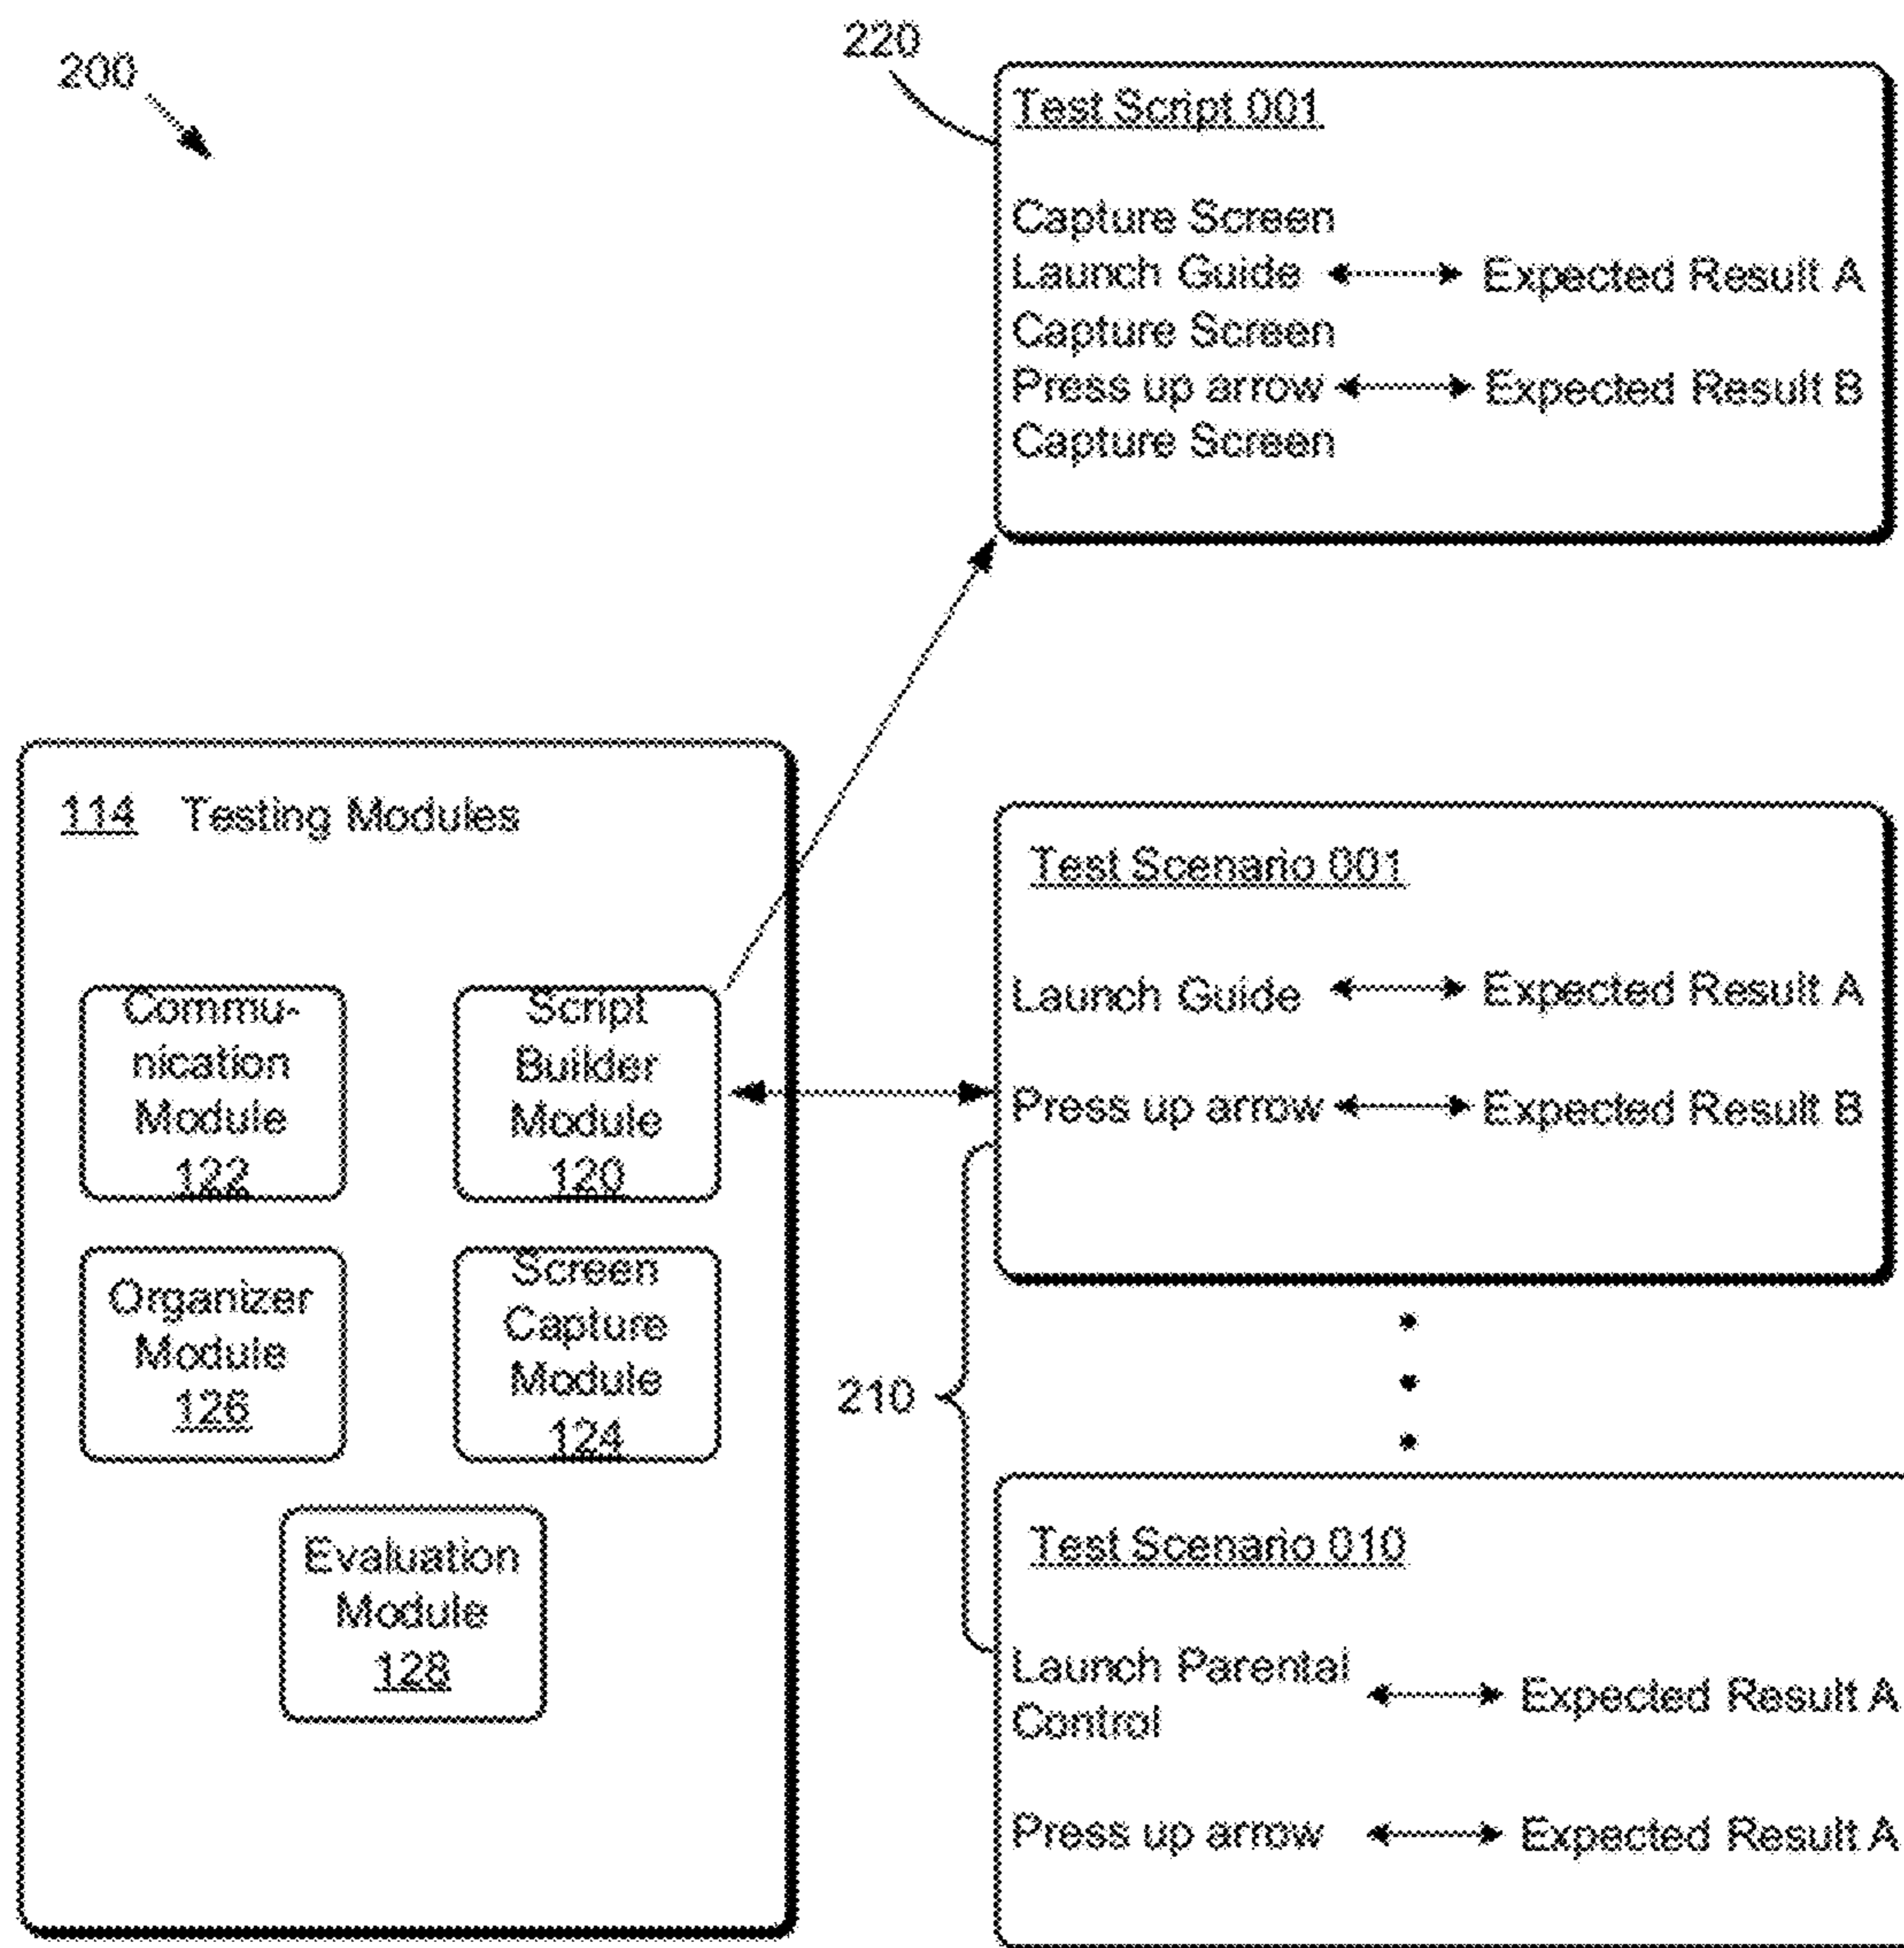 200
220
Test Script 001
Capture Screen
Launch Guide Expected Result A
Capture Screen
Press up arrow Expected Result B
Capture Screen
114 Testing Modules
Commu-
nication
Module
122
Script
Builder
Module
120
Organizer
Module
126
Screen
Capture
Module
124
Evaluation
Module
128
Test Scenario 001
Launch Guide Expected Result A
Press up arrow Expected Result B
210
Test Scenario 010
Launch Parental
Control
Expected Result A
Press up arrow Expected Result A